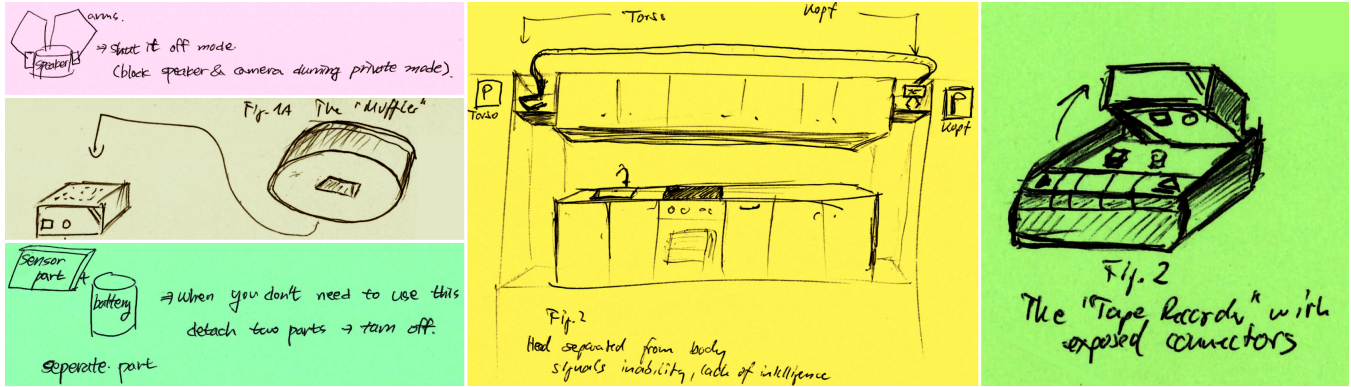 arms.
speaker
⇒ shut it off mode.
(block speaker & camera durning private mode).
Fig. 1A The "Muffler"
sensor
part
battery
⇒ when you don't need to use this
detach two parts → turn off.
seperate part
Torso
Kopf
P
Torso
P
Kopf
Fig. 2
Head separated from body
signals inability, lack of intelligence
Fig. 2
The "Tape Recorder" with
exposed connectors